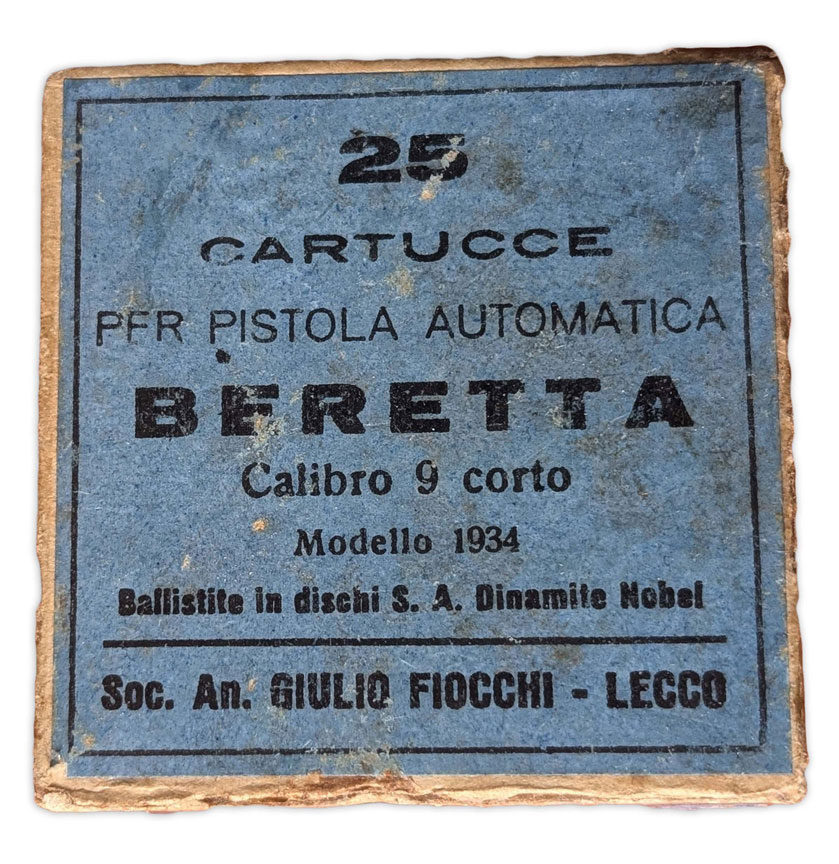 25
CARTUCCE
PER PISTOLA AUTOMATICA
BERETTA
Calibro 9 corto
Modello 1934
Ballistite in dischi S. A. Dinamite Nobel
Soc. An. GIULIO FIOCCHI - LECCO